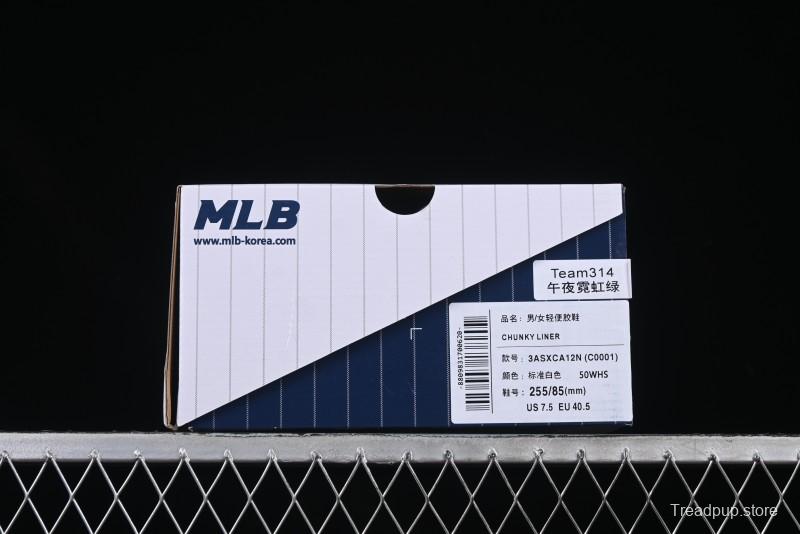 MLB
www.mlb-korea.com
Team314
午夜霓虹绿
品名: 男/女轻便胶鞋
CHUNKY LINER
款号: 3ASXCA12N (C0001)
颜色: 标准白色 50WHS
鞋号: 255/85(mm)
US 7.5 EU 40.5
-8809831700620-
Treadpup.store